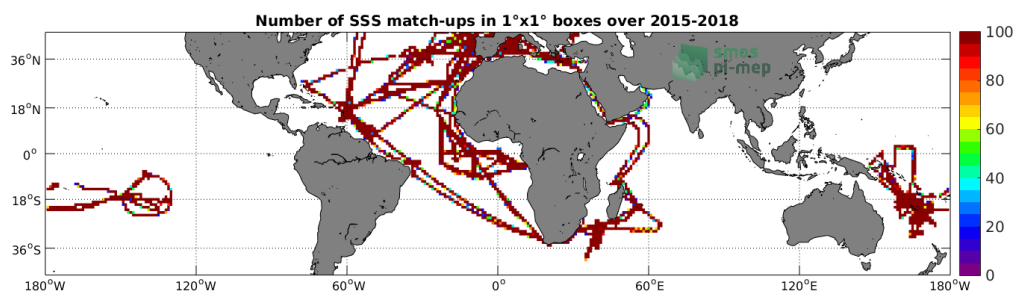 Number of SSS match-ups in 1°x1° boxes over 2015-2018
smos
pi-mep
36°N
18°N
0°
18°S
36°S
180°W
120°W
60°W
0°
60°E
120°E
180°W
100
80
60
40
20
0